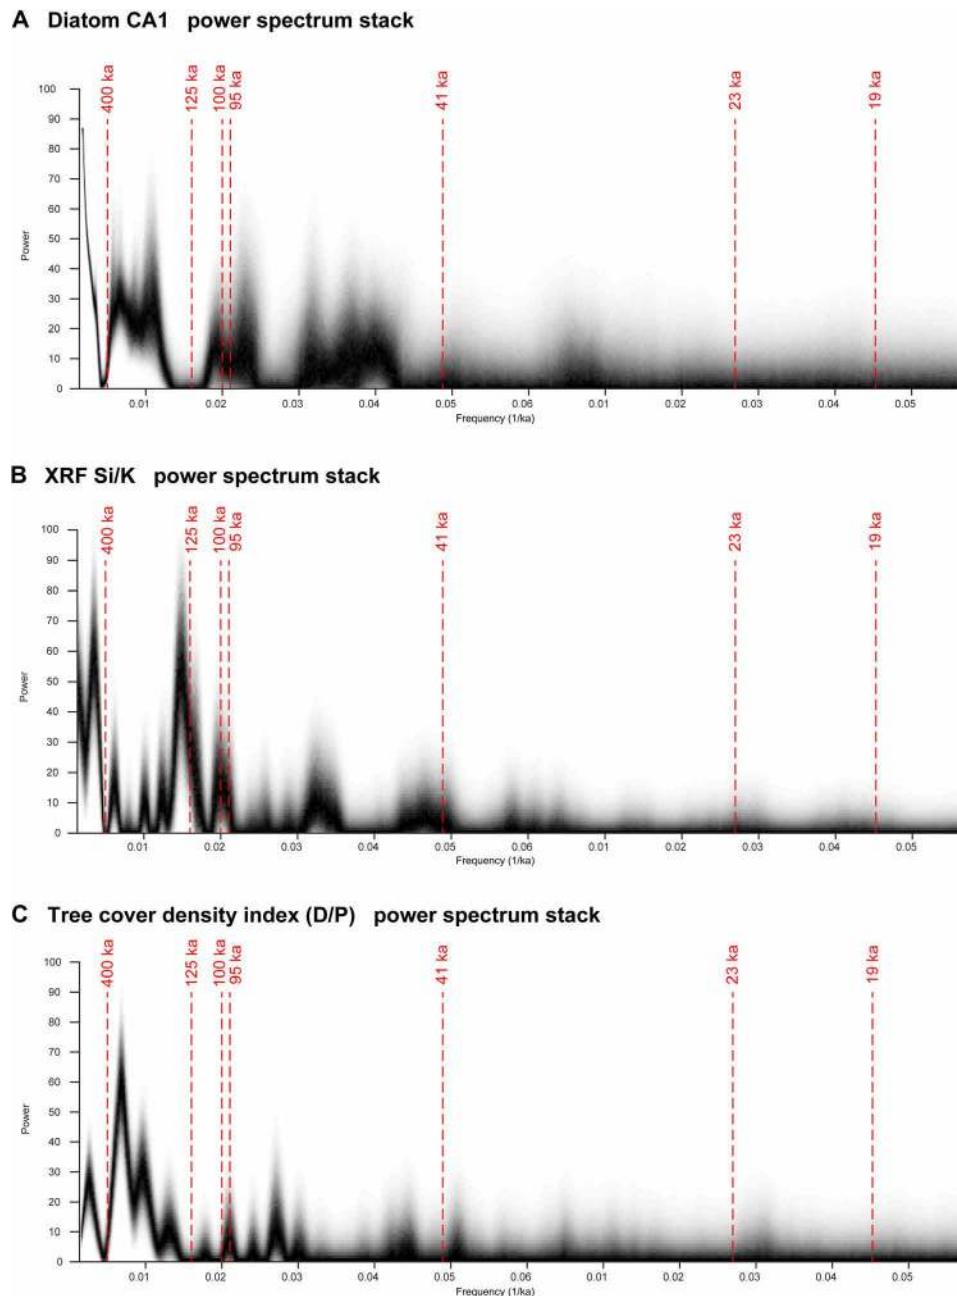 A Diatom CA1 power spectrum stack
400 ka 125 ka 100 ka 95 ka 41 ka 23 ka 19 ka
100
90
80
70
60
50
40
30
20
10
0
Power
0.01 0.02 0.03 0.04 0.05 0.06 0.01 0.02 0.03 0.04 0.05
Frequency (1/ka)
B XRF Si/K power spectrum stack
400 ka 125 ka 100 ka 95 ka 41 ka 23 ka 19 ka
100
90
80
70
60
50
40
30
20
10
0
Power
0.01 0.02 0.03 0.04 0.05 0.06 0.01 0.02 0.03 0.04 0.05
Frequency (1/ka)
C Tree cover density index (D/P) power spectrum stack
400 ka 125 ka 100 ka 95 ka 41 ka 23 ka 19 ka
100
90
80
70
60
50
40
30
20
10
0
Power
0.01 0.02 0.03 0.04 0.05 0.06 0.01 0.02 0.03 0.04 0.05
Frequency (1/ka)